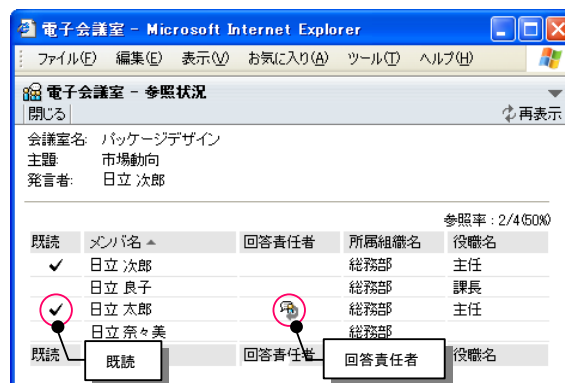 電子会議室 - Microsoft Internet Explorer
ファイル(F) 編集(E) 表示(V) お気に入り(A) ツール(T) ヘルプ(H)
電子会議室 - 参照状況
閉じる 再表示
会議室名: パッケージデザイン
主題: 市場動向
発言者: 日立 次郎
参照率:2/4(50%)
既読 メンバ名 回答責任者 所属組織名 役職名
日立 次郎 総務部 主任
日立 良子 総務部 課長
日立 太郎 総務部 主任
日立 奈々美 総務部
既読 回答責任者 役職名
既読 回答責任者